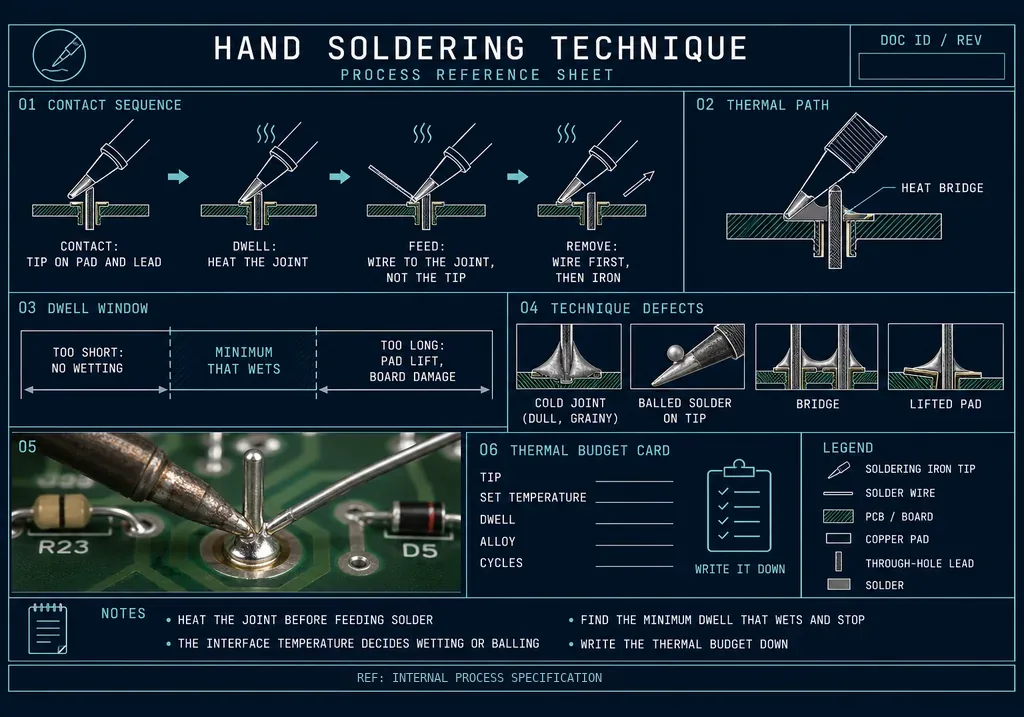 HAND SOLDERING TECHNIQUE
PROCESS REFERENCE SHEET
DOC ID / REV
01 CONTACT SEQUENCE
CONTACT:
TIP ON PAD AND LEAD
DWELL:
HEAT THE JOINT
FEED:
WIRE TO THE JOINT,
NOT THE TIP
REMOVE:
WIRE FIRST,
THEN IRON
02 THERMAL PATH
HEAT BRIDGE
03 DWELL WINDOW
TOO SHORT:
NO WETTING
MINIMUM
THAT WETS
TOO LONG:
PAD LIFT,
BOARD DAMAGE
04 TECHNIQUE DEFECTS
COLD JOINT
(DULL, GRAINY)
BALLED SOLDER
ON TIP
BRIDGE
LIFTED PAD
05
R23
D5
06 THERMAL BUDGET CARD
TIP
SET TEMPERATURE
DWELL
ALLOY
CYCLES
WRITE IT DOWN
LEGEND
SOLDERING IRON TIP
SOLDER WIRE
PCB / BOARD
COPPER PAD
THROUGH-HOLE LEAD
SOLDER
NOTES
• HEAT THE JOINT BEFORE FEEDING SOLDER
• THE INTERFACE TEMPERATURE DECIDES WETTING OR BALLING
• FIND THE MINIMUM DWELL THAT WETS AND STOP
• WRITE THE THERMAL BUDGET DOWN
REF: INTERNAL PROCESS SPECIFICATION